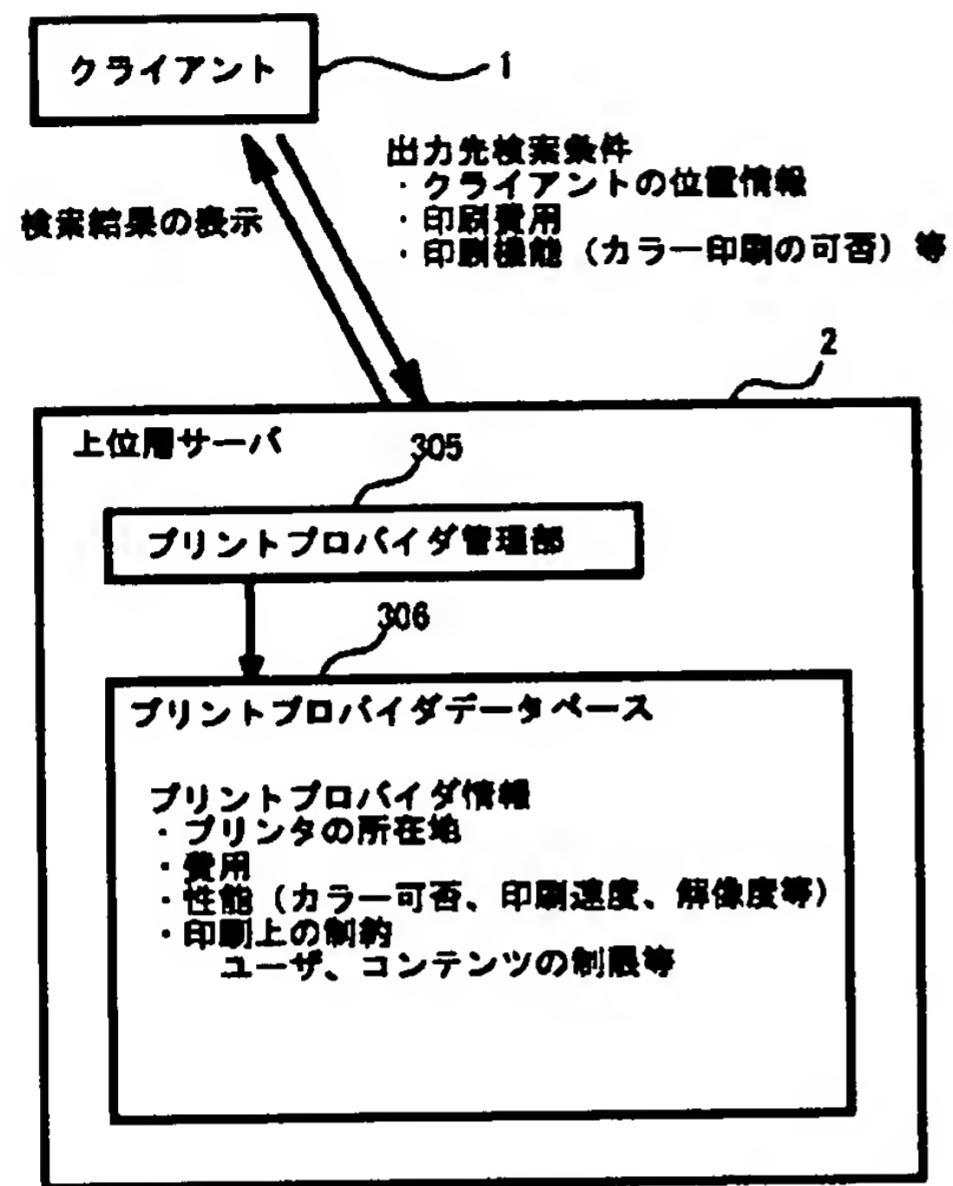 クライアント
1
出力先検索条件
・クライアントの位置情報
・印刷費用
・印刷機能（カラー印刷の可否）等
検索結果の表示
2
上位層サーバ
305
プリントプロバイダ管理部
306
プリントプロバイダデータベース
プリントプロバイダ情報
・プリンタの所在地
・費用
・性能（カラー可否、印刷速度、解像度等）
・印刷上の制約
ユーザ、コンテンツの制限等